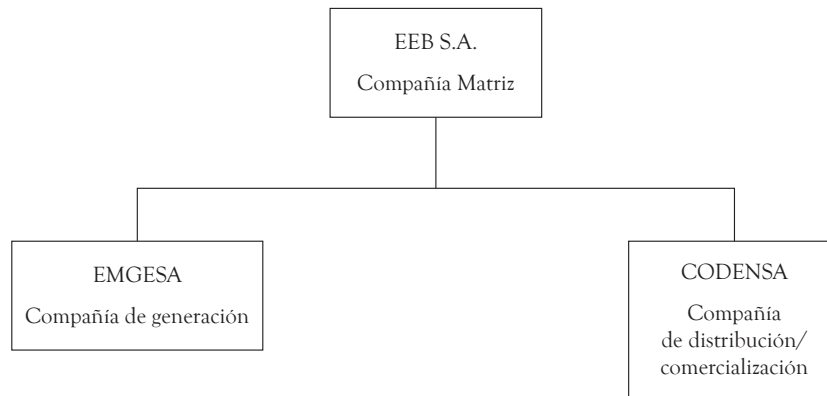 EEB S.A.
Compañía Matriz
EMGESA
Compañía de generación
CODENSA
Compañía
de distribución/
comercialización